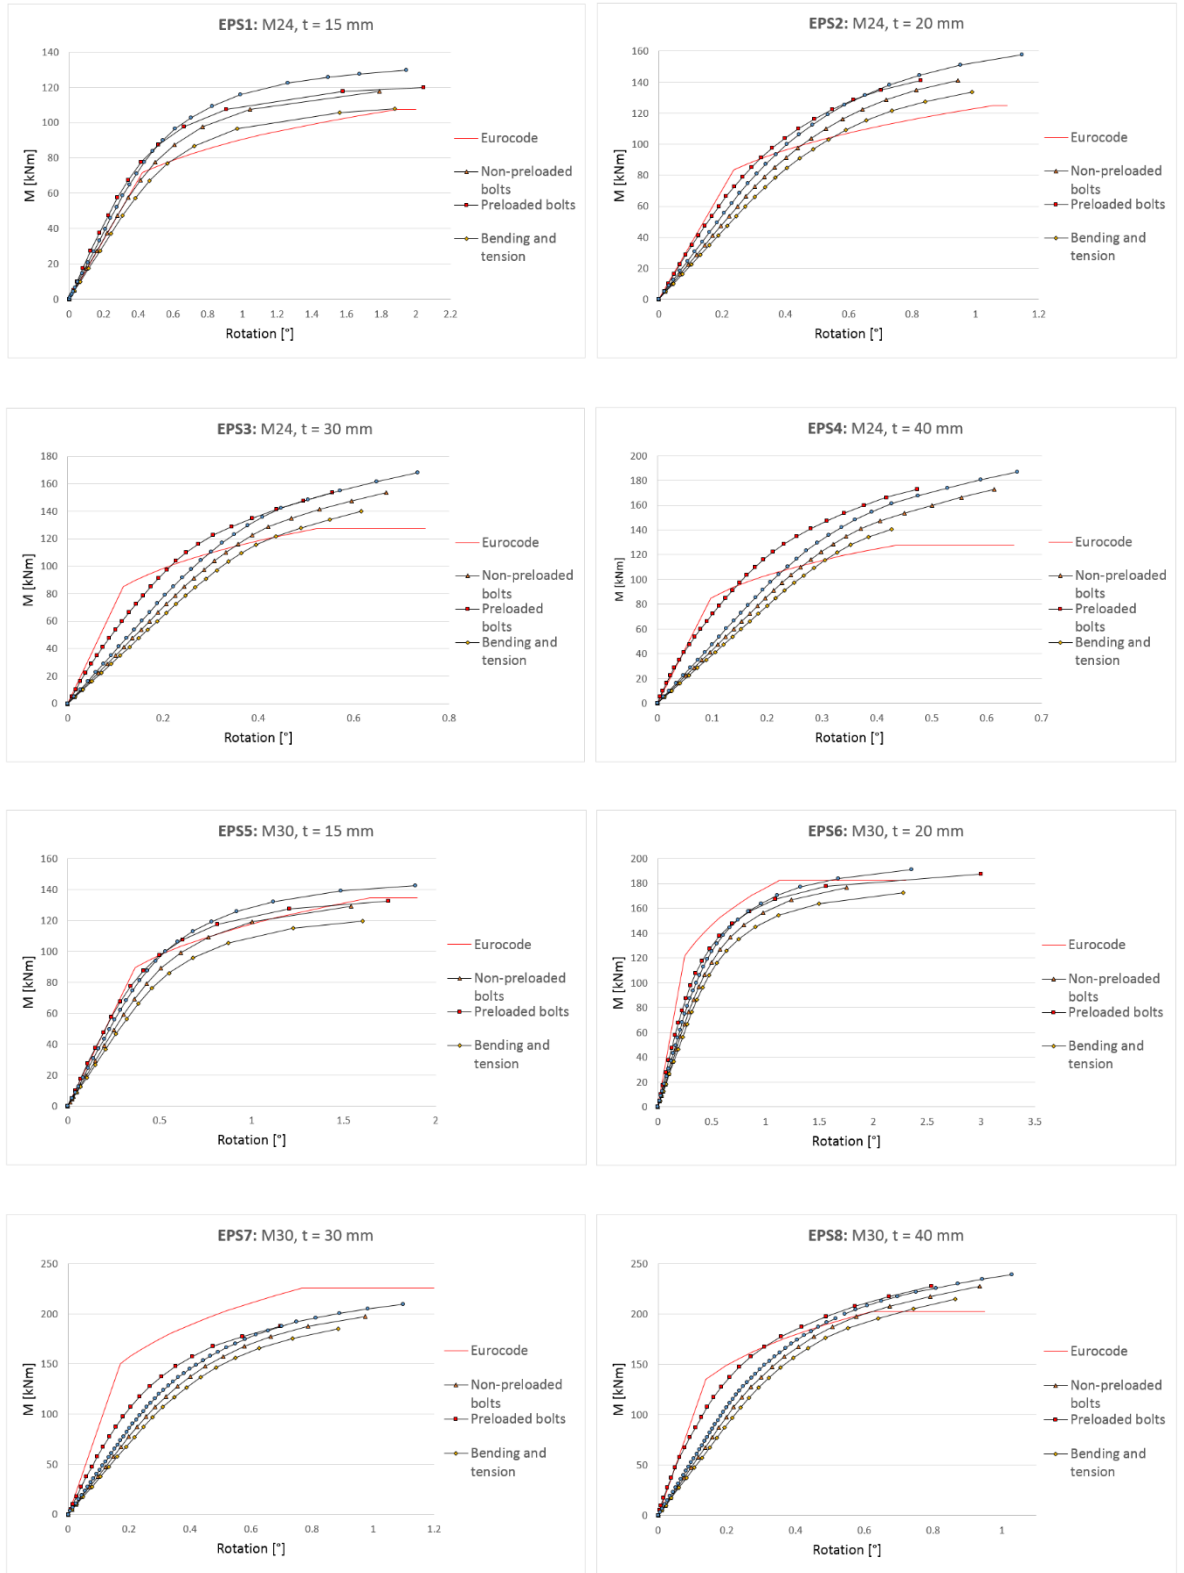 EPS1: M24, t = 15 mm
140
120
100
80
60
40
20
0
M [kNm]
0 0.2 0.4 0.6 0.8 1 1.2 1.4 1.6 1.8 2 2.2
Rotation [°]
Eurocode
Non-preloaded
bolts
Preloaded bolts
Bending and
tension
EPS2: M24, t = 20 mm
160
140
120
100
80
60
40
20
0
M [kNm]
0 0.2 0.4 0.6 0.8 1 1.2
Rotation [°]
Eurocode
Non-preloaded
bolts
Preloaded bolts
Bending and
tension
EPS3: M24, t = 30 mm
180
160
140
120
100
80
60
40
20
0
M [kNm]
0 0.2 0.4 0.6 0.8
Rotation [°]
Eurocode
Non-preloaded
bolts
Preloaded bolts
Bending and
tension
EPS4: M24, t = 40 mm
200
180
160
140
120
100
80
60
40
20
0
M [kNm]
0 0.1 0.2 0.3 0.4 0.5 0.6 0.7
Rotation [°]
Eurocode
Non-preloaded
bolts
Preloaded
bolts
Bending and
tension
EPS5: M30, t = 15 mm
160
140
120
100
80
60
40
20
0
M [kNm]
0 0.5 1 1.5 2
Rotation [°]
Eurocode
Non-preloaded
bolts
Preloaded bolts
Bending and
tension
EPS6: M30, t = 20 mm
200
180
160
140
120
100
80
60
40
20
0
M [kNm]
0 0.5 1 1.5 2 2.5 3 3.5
Rotation [°]
Eurocode
Non-preloaded
bolts
Preloaded bolts
Bending and
tension
EPS7: M30, t = 30 mm
250
200
150
100
50
0
M [kNm]
0 0.2 0.4 0.6 0.8 1 1.2
Rotation [°]
Eurocode
Non-preloaded
bolts
Preloaded bolts
Bending and
tension
EPS8: M30, t = 40 mm
250
200
150
100
50
0
M [kNm]
0 0.2 0.4 0.6 0.8 1
Rotation [°]
Eurocode
Non-preloaded
bolts
Preloaded bolts
Bending and
tension